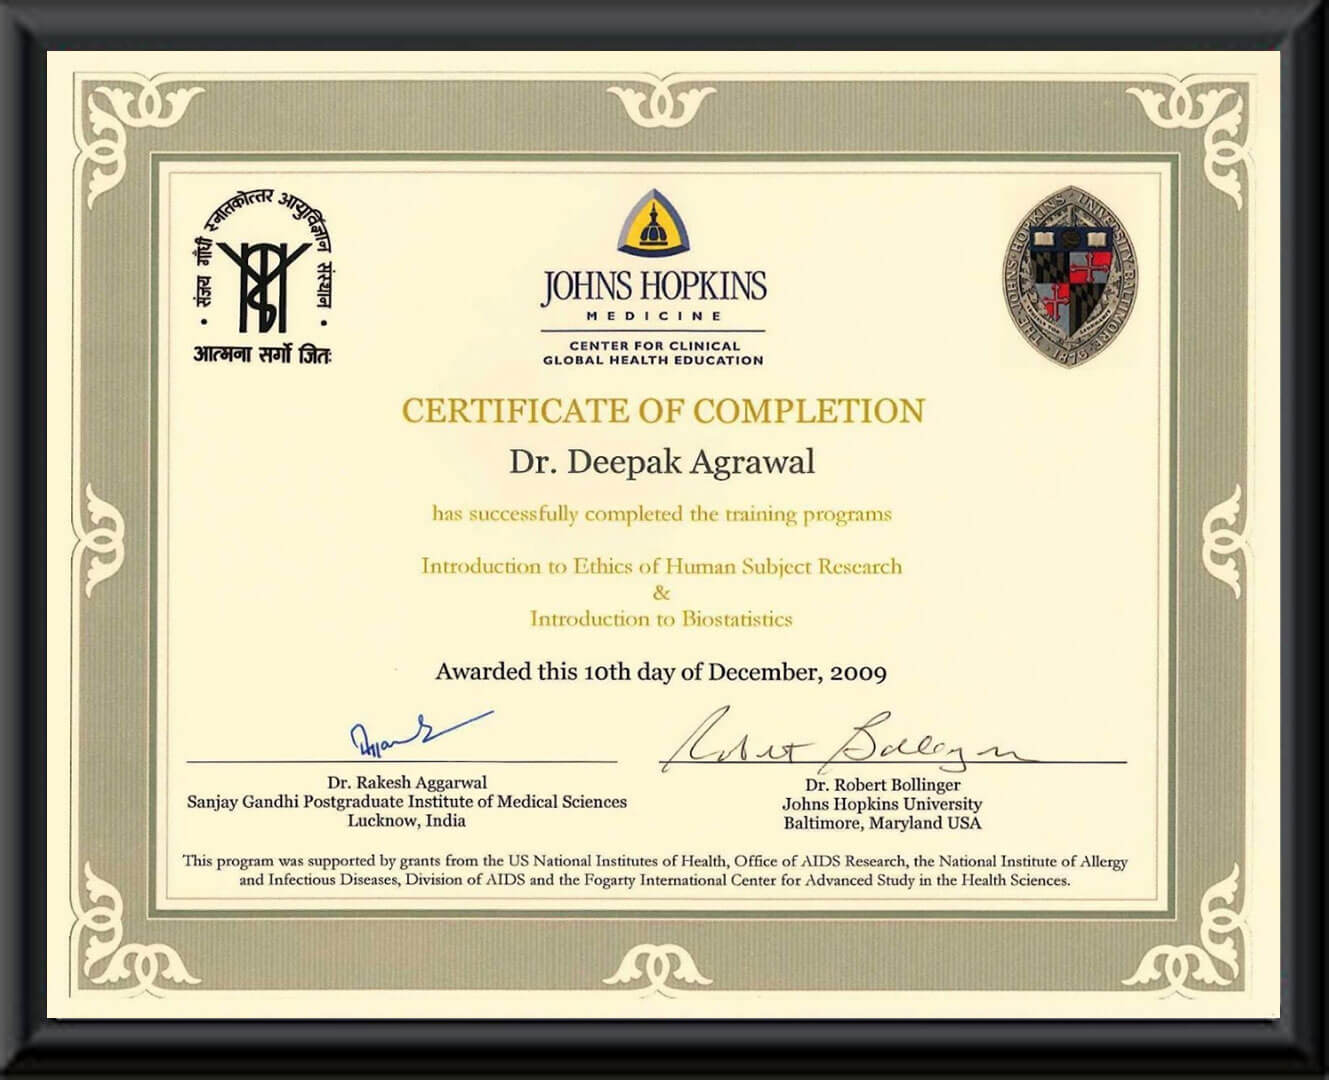 संजय गाँधी स्नातकोत्तर आयुर्विज्ञान संस्थान
आत्मना सर्गो जितः
JOHNS HOPKINS
MEDICINE
CENTER FOR CLINICAL
GLOBAL HEALTH EDUCATION
THE · JOHNS · HOPKINS · UNIVERSITY · BALTIMORE
· 1876 ·
CERTIFICATE OF COMPLETION
Dr. Deepak Agrawal
has successfully completed the training programs
Introduction to Ethics of Human Subject Research
&
Introduction to Biostatistics
Awarded this 10th day of December, 2009
Robert Bollinger
Dr. Rakesh Aggarwal
Sanjay Gandhi Postgraduate Institute of Medical Sciences
Lucknow, India
Dr. Robert Bollinger
Johns Hopkins University
Baltimore, Maryland USA
This program was supported by grants from the US National Institutes of Health, Office of AIDS Research, the National Institute of Allergy
and Infectious Diseases, Division of AIDS and the Fogarty International Center for Advanced Study in the Health Sciences.